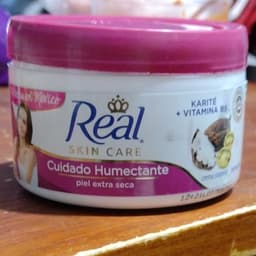 Real
SKIN CARE
Cuidado Humectante
piel extra seca
KARITÉ
+ VITAMINA B5